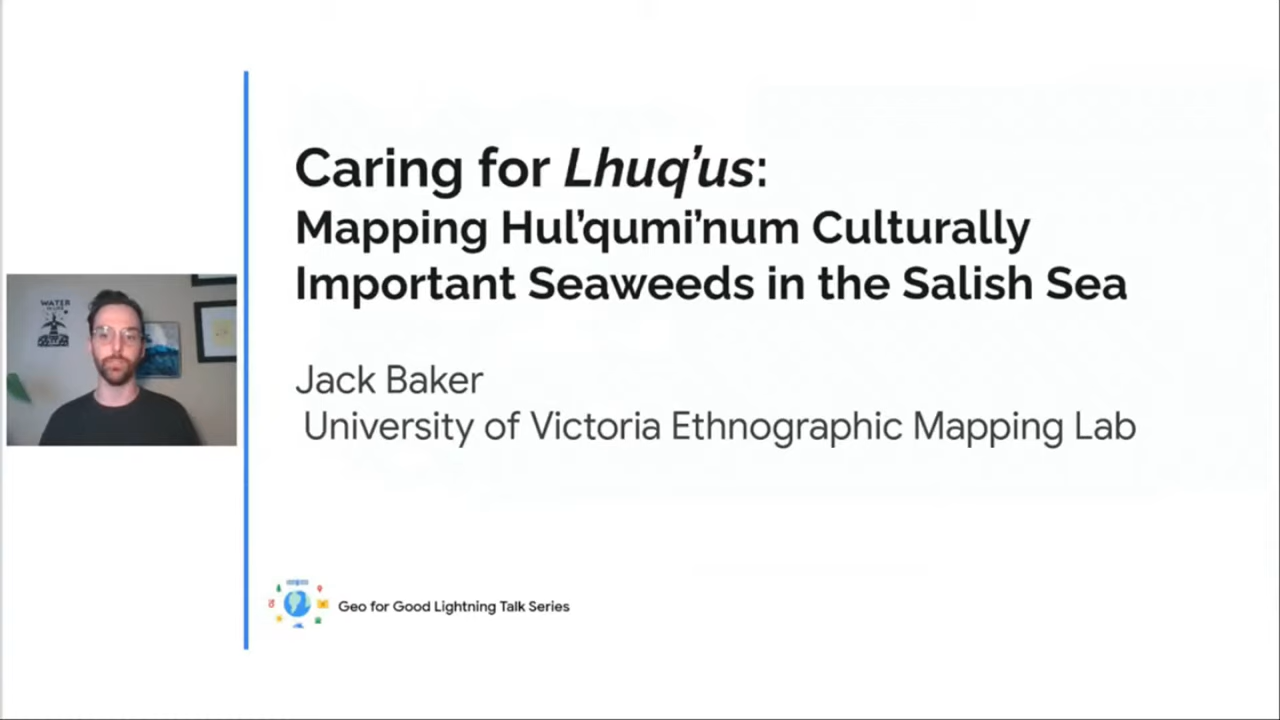 Caring for Lhuq’us:
Mapping Hul’qumi’num Culturally
Important Seaweeds in the Salish Sea
Jack Baker
University of Victoria Ethnographic Mapping Lab
WATER
Geo for Good Lightning Talk Series